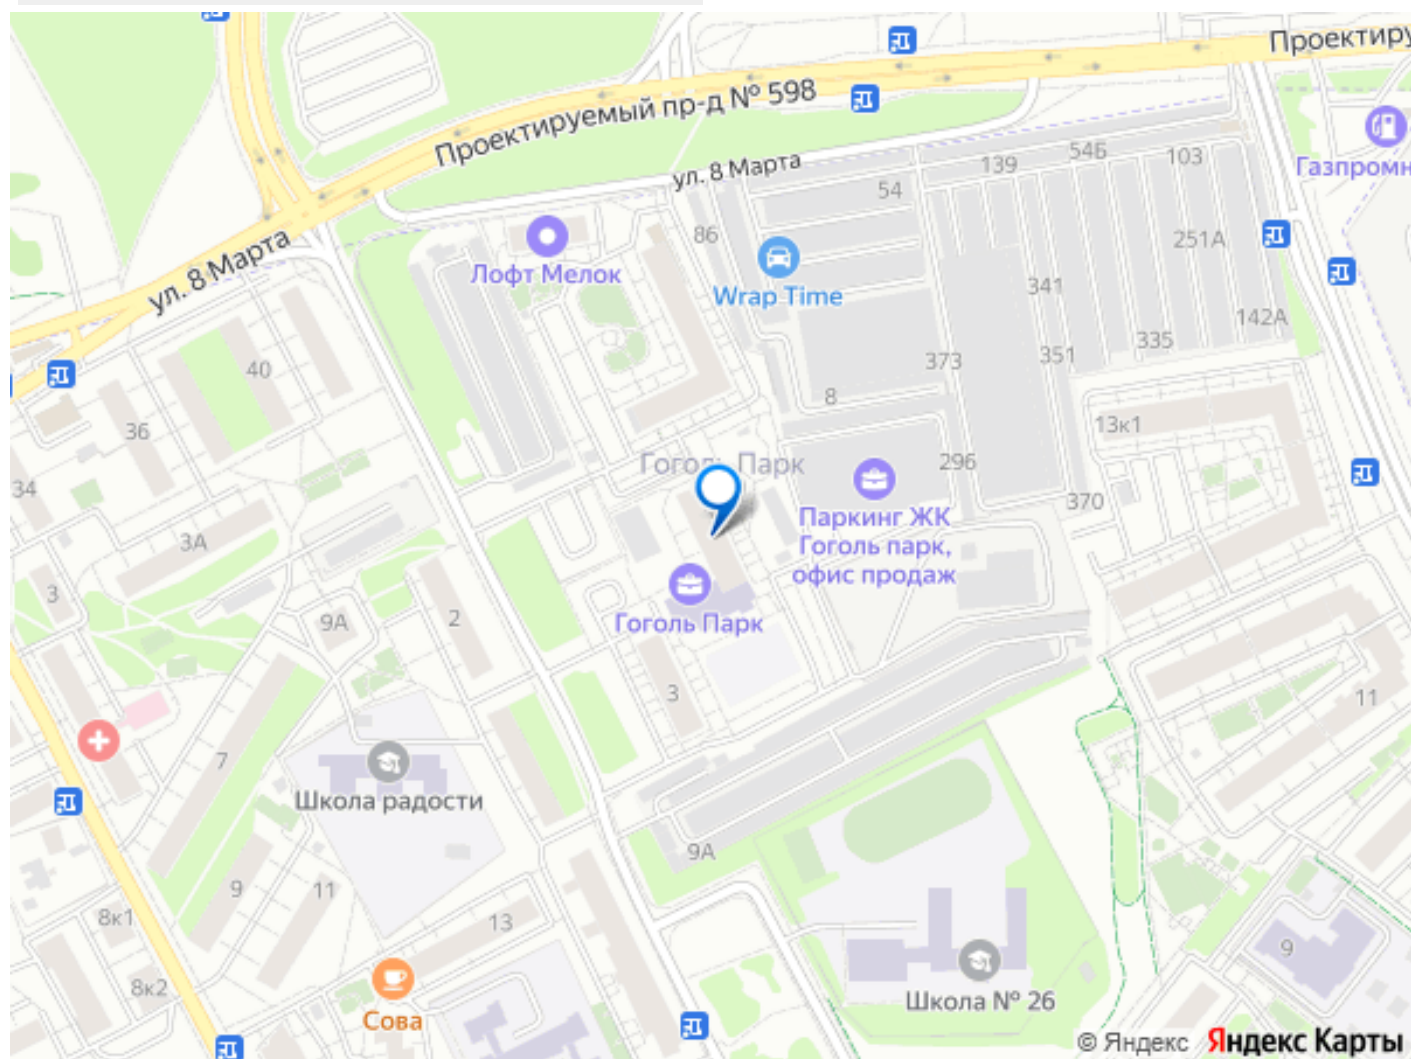 Проектиру
Проектируемый пр-д № 598
ул. 8 Марта
139
54Б
103
Газпромн
54
86
251А
Лофт Мелок
ул. 8 Марта
Wrap Time
341
142А
335
40
373
351
8
36
13к1
Гоголь Парк
296
34
370
Паркинг ЖК
Гоголь парк,
офис продаж
3А
3
9А
2
Гоголь Парк
3
11
7
Школа радости
9А
9
11
8к1
13
9
8к2
Школа № 26
Сова
© Яндекс Яндекс Карты